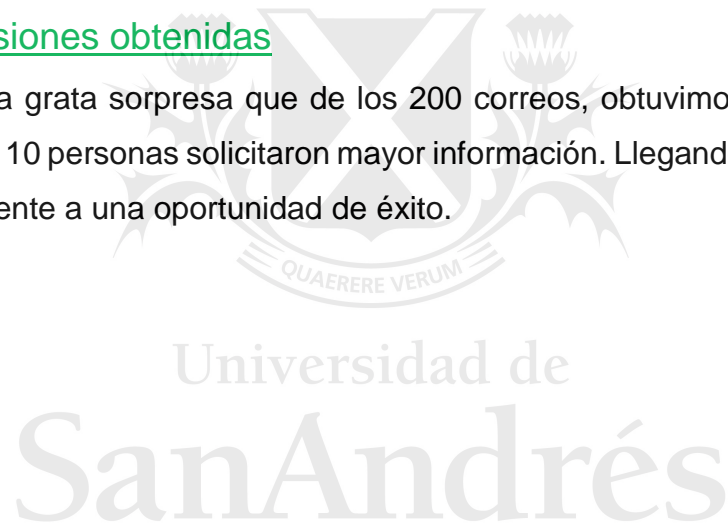 siones obtenidas
a grata sorpresa que de los 200 correos, obtuvimo
10 personas solicitaron mayor información. Llegand
ente a una oportunidad de éxito.
QUAERERE VERUM
Universidad de
SanAndrés